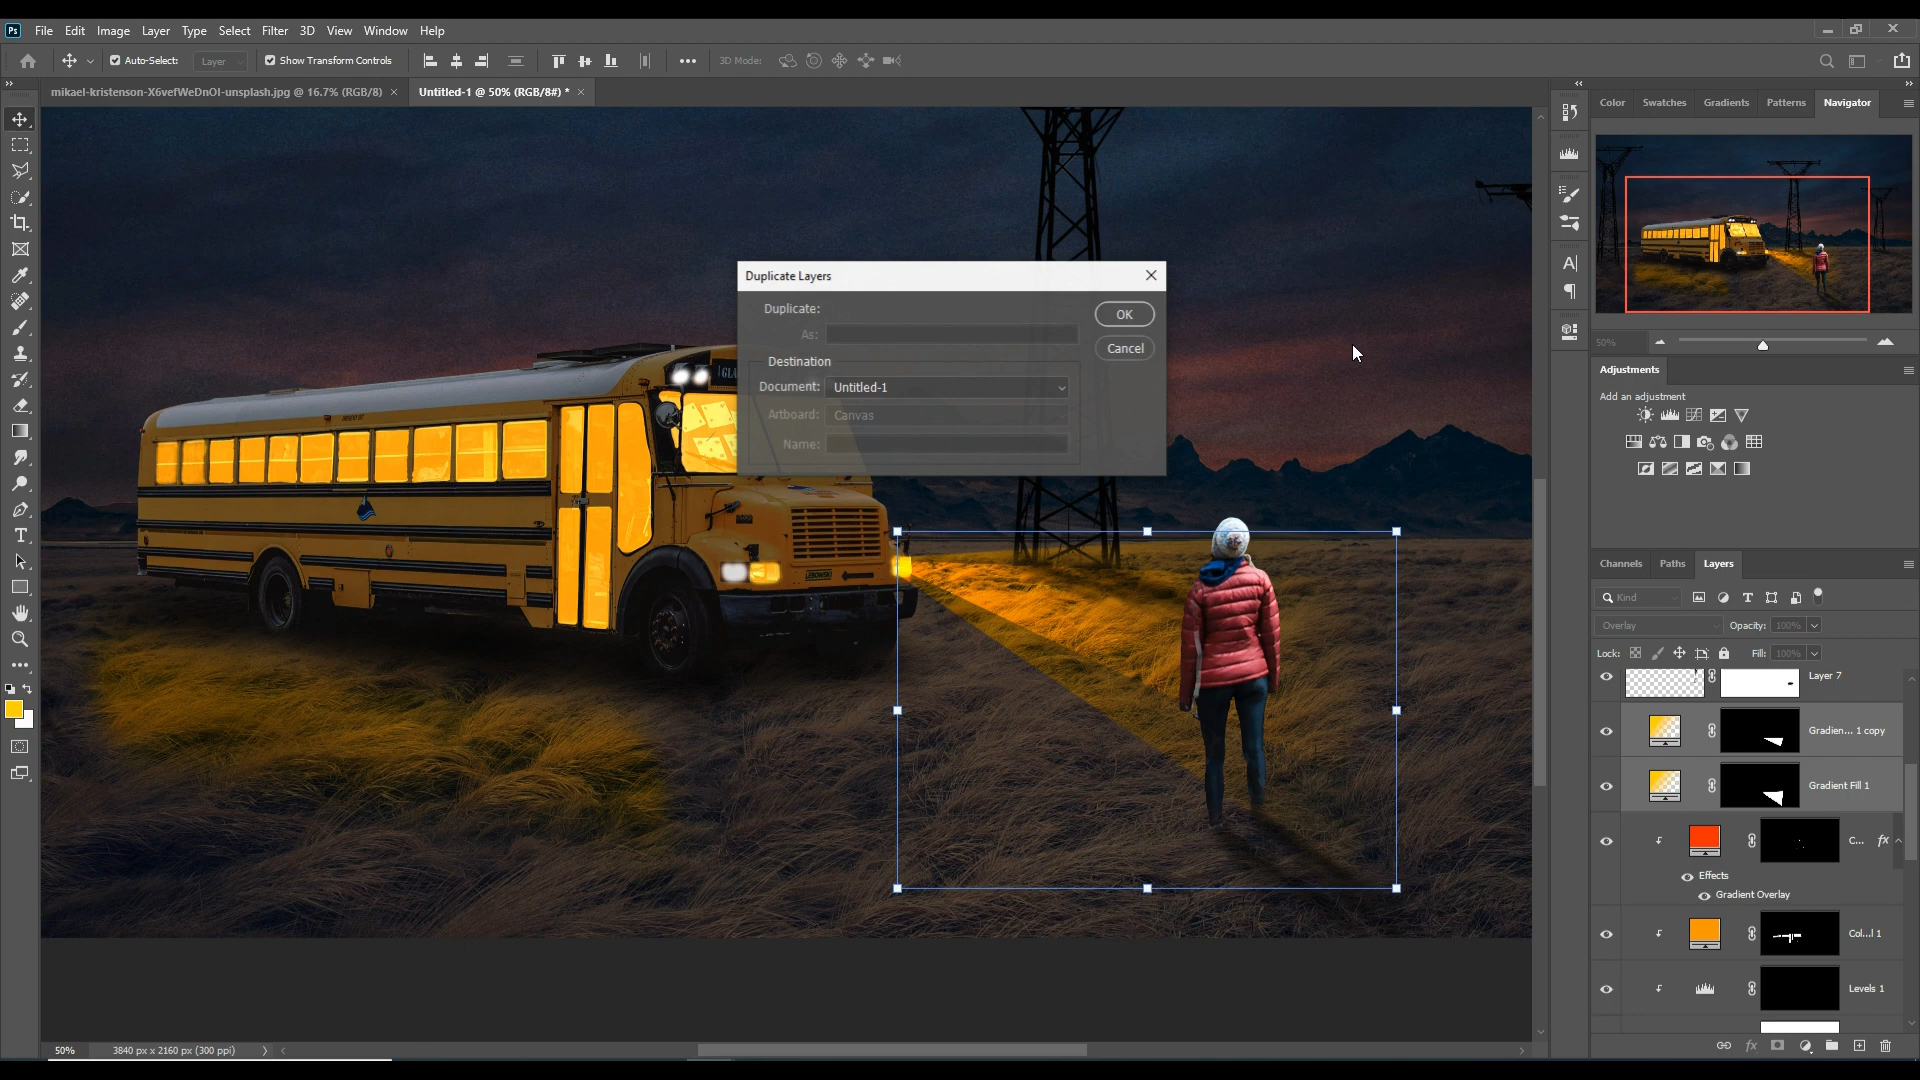 Ps File Edit Image Layer Type Select Filter 3D View Window Help
Auto-Select: Layer Show Transform Controls 3D Mode:
mikael-kristenson-X6vefWeDnOI-unsplash.jpg @ 16.7% (RGB/8) × Untitled-1 @ 50% (RGB/8#) * ×
Color Swatches Gradients Patterns Navigator
50%
Adjustments
Add an adjustment
Channels Paths Layers
Kind
Overlay Opacity: 100%
Lock: Fill: 100%
Layer 7
Gradien... 1 copy
Gradient Fill 1
C... fx
Effects
Gradient Overlay
Col...l 1
Levels 1
Duplicate Layers
Duplicate:
As:
OK
Cancel
Destination
Document: Untitled-1
Artboard: Canvas
Name:
GLA
LEBOWSKI
50% 3840 px x 2160 px (300 ppi)